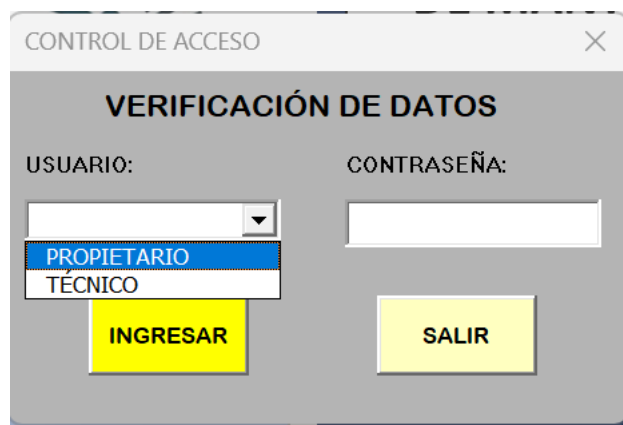 CONTROL DE ACCESO
VERIFICACIÓN DE DATOS
USUARIO:
CONTRASEÑA:
PROPIETARIO
TÉCNICO
INGRESAR
SALIR